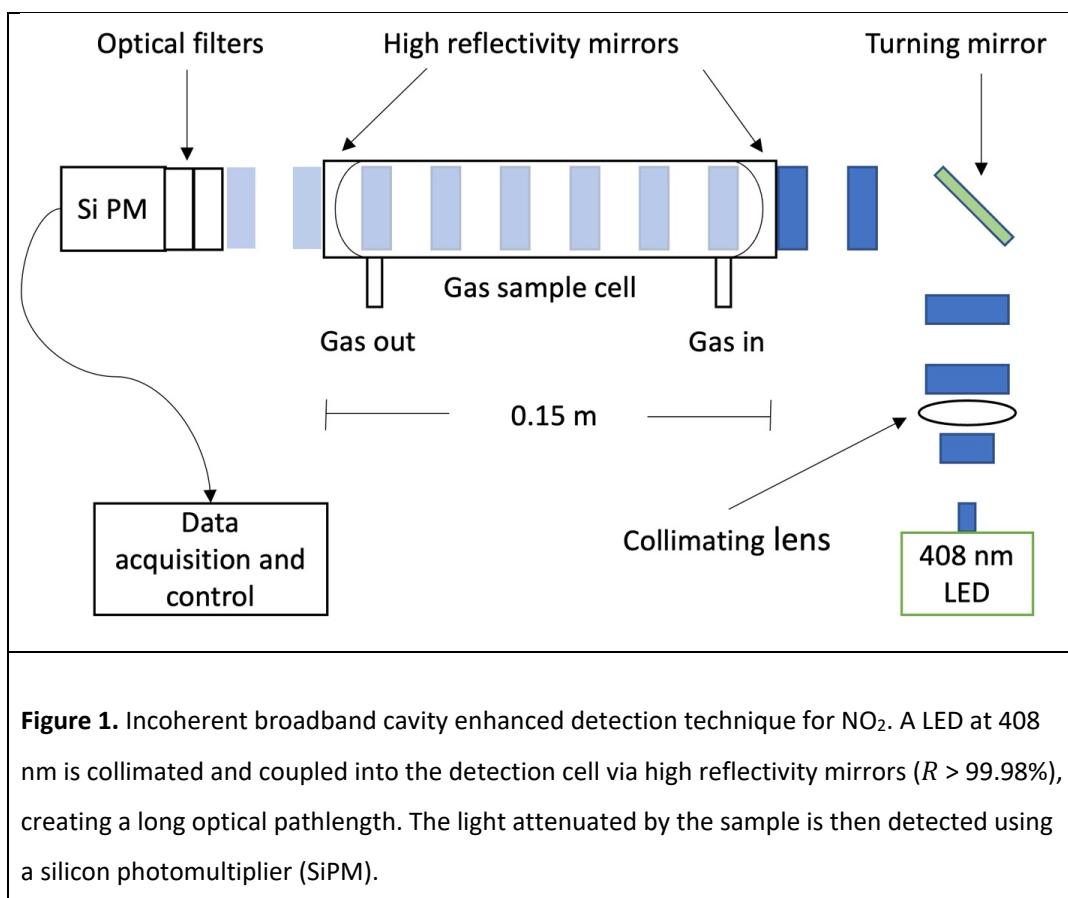 Optical filters
High reflectivity mirrors
Turning mirror
Si PM
Gas sample cell
Gas out
Gas in
0.15 m
Data
acquisition and
control
Collimating lens
408 nm
LED
Figure 1. Incoherent broadband cavity enhanced detection technique for NO₂. A LED at 408
nm is collimated and coupled into the detection cell via high reflectivity mirrors (𝑅 > 99.98%),
creating a long optical pathlength. The light attenuated by the sample is then detected using
a silicon photomultiplier (SiPM).